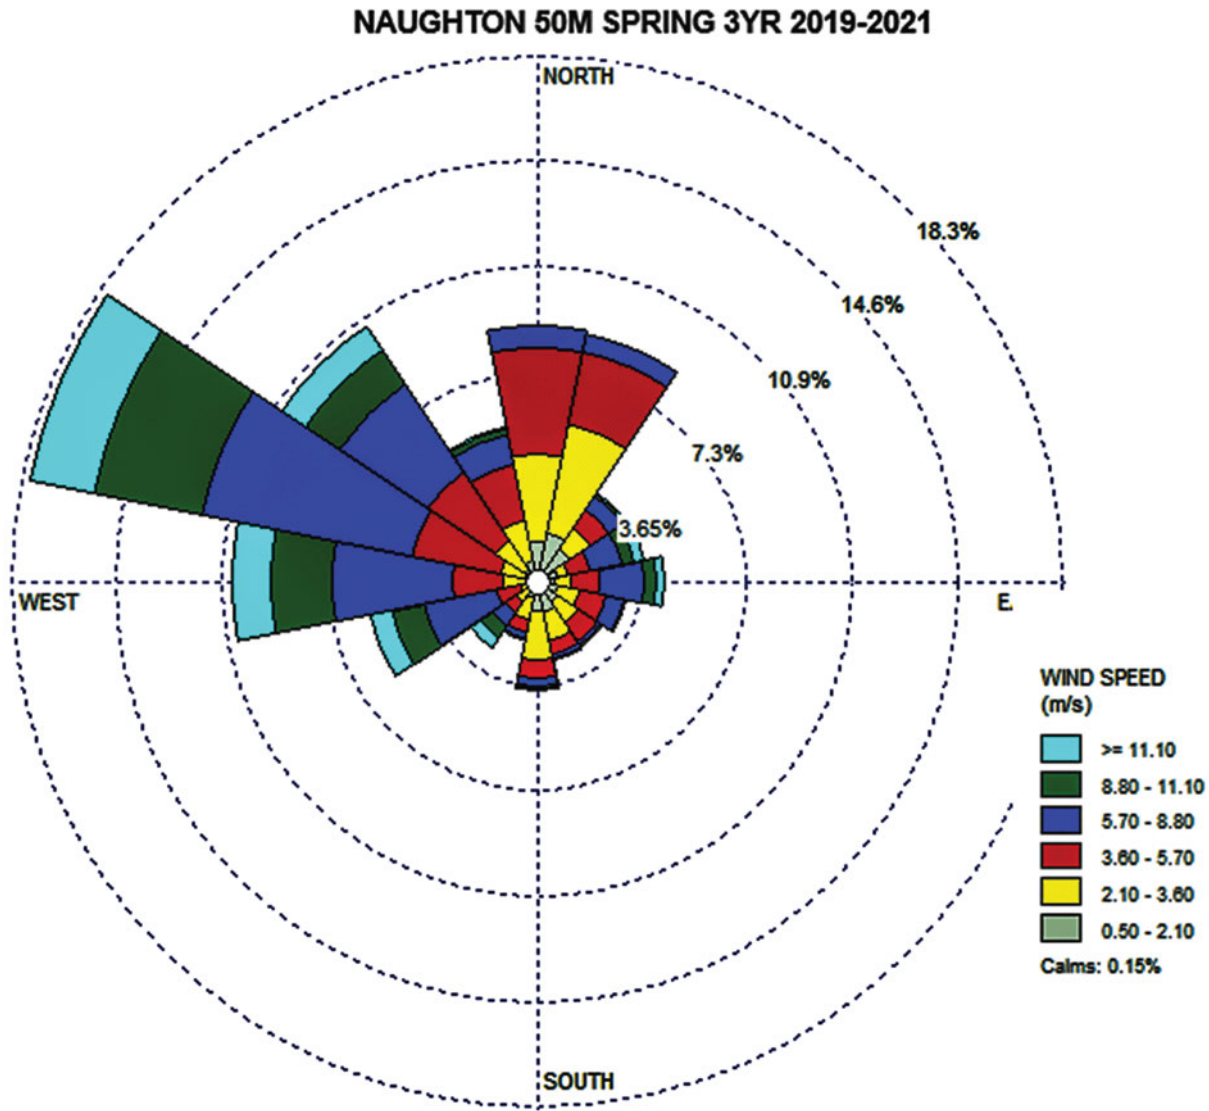 NAUGHTON 50M SPRING 3YR 2019-2021
NORTH
18.3%
14.6%
10.9%
7.3%
3.65%
WEST
E.
WIND SPEED
(m/s)
>= 11.10
8.80 - 11.10
5.70 - 8.80
3.60 - 5.70
2.10 - 3.60
0.50 - 2.10
Calms: 0.15%
SOUTH